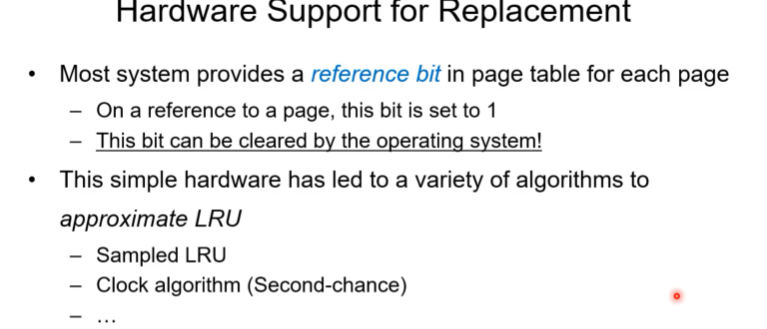 Hardware Support for Replacement
• Most system provides a reference bit in page table for each page
– On a reference to a page, this bit is set to 1
– This bit can be cleared by the operating system!
• This simple hardware has led to a variety of algorithms to
approximate LRU
– Sampled LRU
– Clock algorithm (Second-chance)
– …